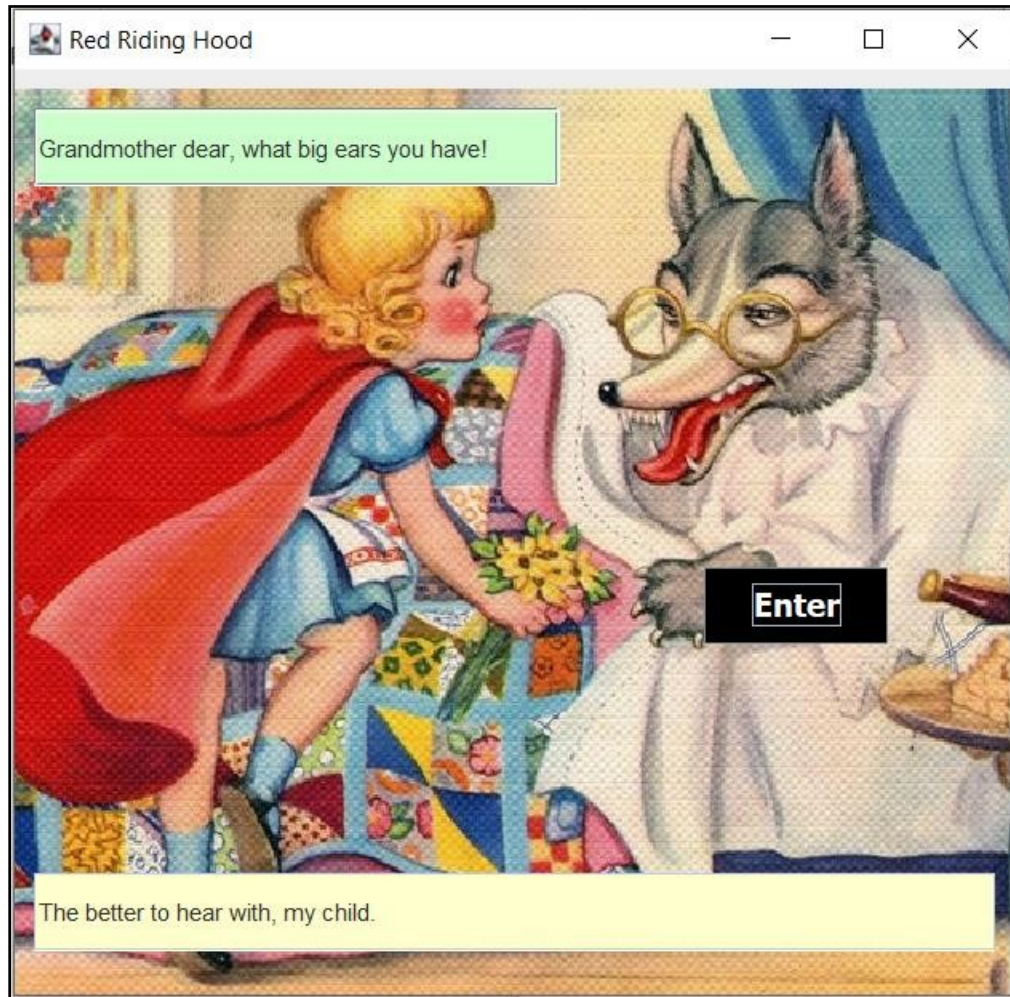 Red Riding Hood
Grandmother dear, what big ears you have!
Enter
The better to hear with, my child.